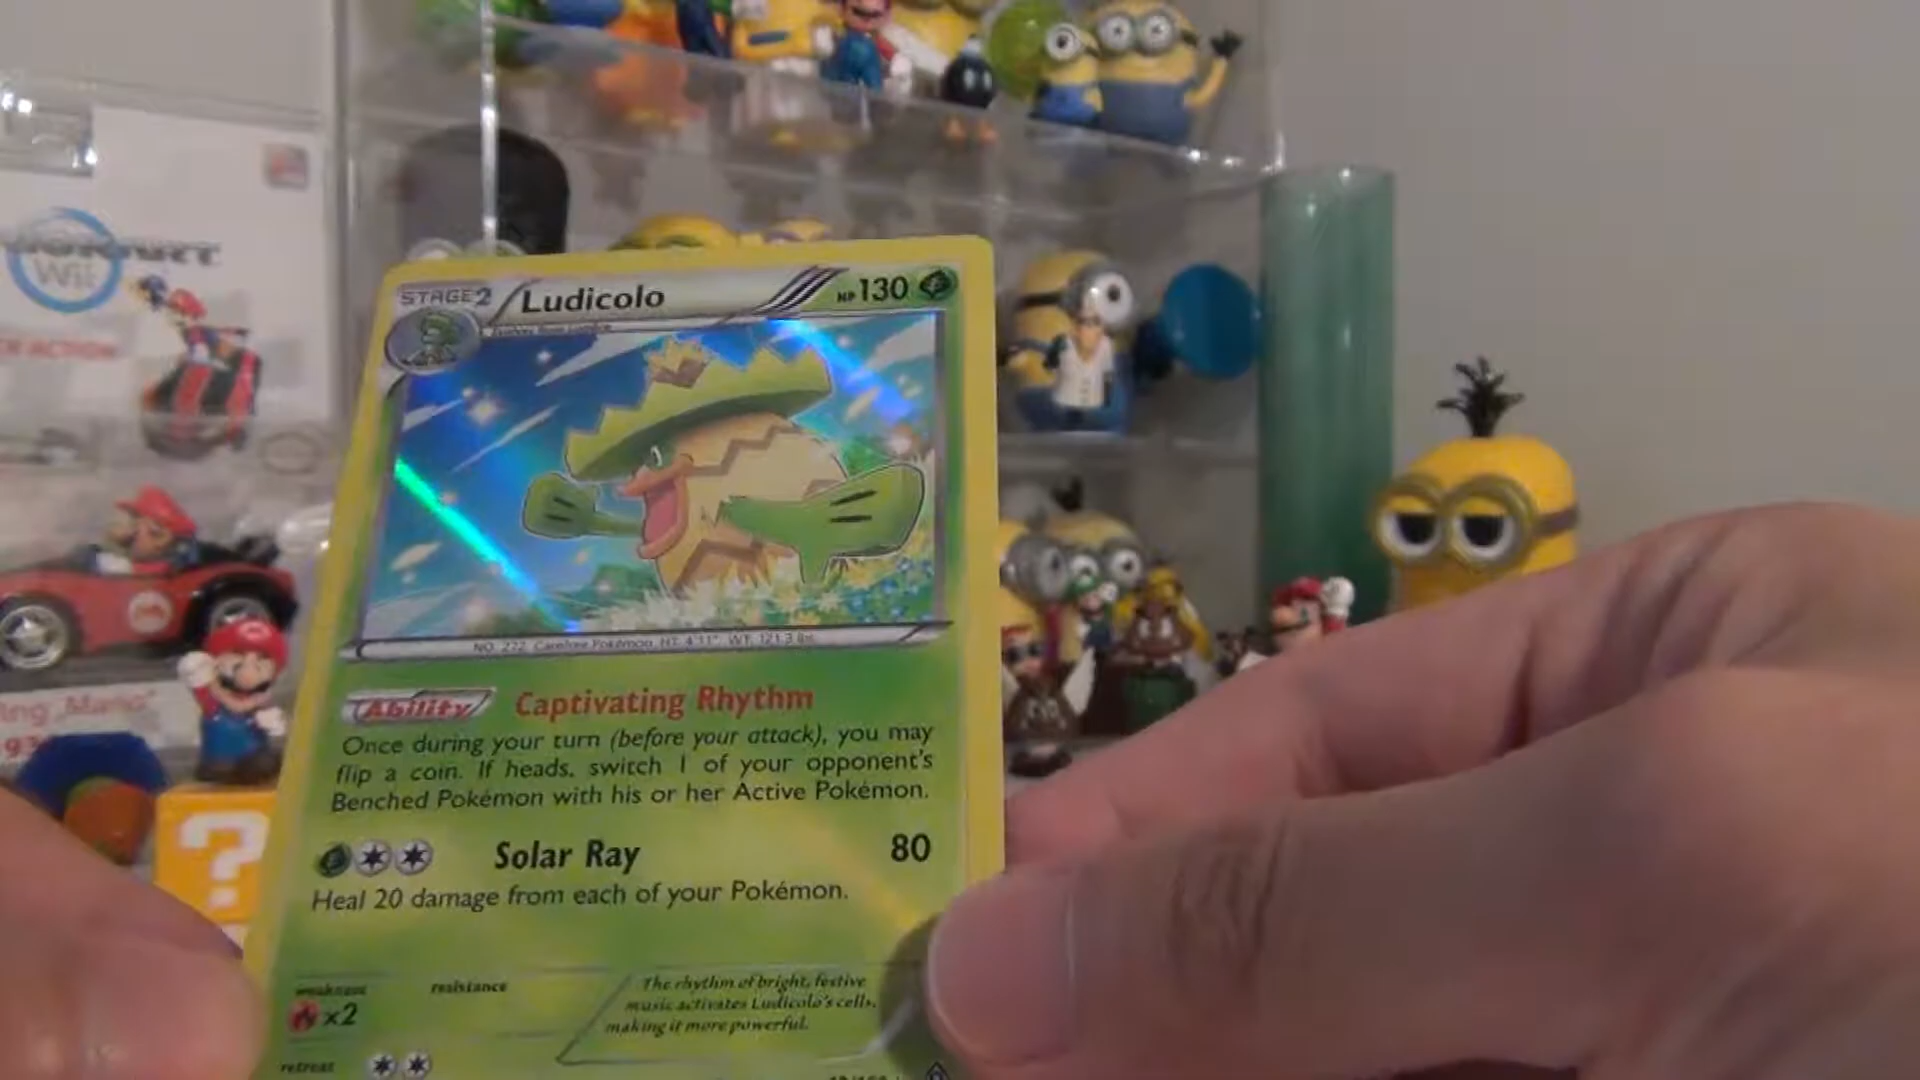 Wii
STAGE2 Ludicolo HP130
NO. 272 Carefree Pokémon HT: 4'11" WT: 121.3 lbs.
Ability Captivating Rhythm
Once during your turn (before your attack), you may
flip a coin. If heads, switch 1 of your opponent's
Benched Pokémon with his or her Active Pokémon.
Solar Ray 80
Heal 20 damage from each of your Pokémon.
weakness resistance
x2
The rhythm of bright, festive
music activates Ludicolo's cells,
making it more powerful.
retreat
?